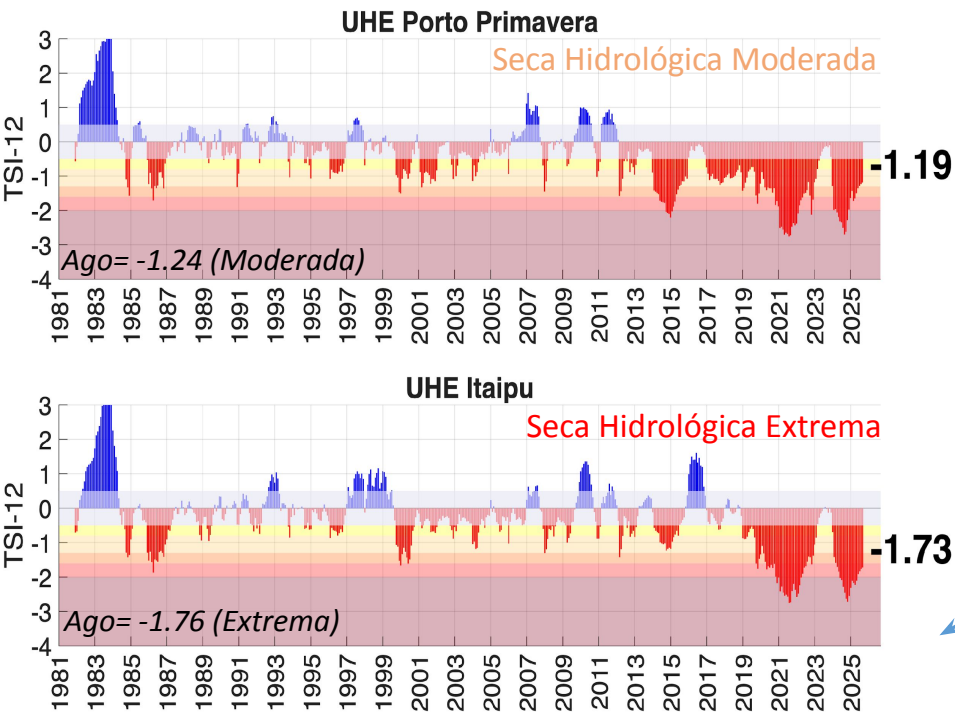 UHE Porto Primavera
Seca Hidrológica Moderada
TSI-12
3
2
1
0
-1
-2
-3
-4
-1.19
Ago= -1.24 (Moderada)
1981 1983 1985 1987 1989 1991 1993 1995 1997 1999 2001 2003 2005 2007 2009 2011 2013 2015 2017 2019 2021 2023 2025
UHE Itaipu
Seca Hidrológica Extrema
TSI-12
3
2
1
0
-1
-2
-3
-4
-1.73
Ago= -1.76 (Extrema)
1981 1983 1985 1987 1989 1991 1993 1995 1997 1999 2001 2003 2005 2007 2009 2011 2013 2015 2017 2019 2021 2023 2025